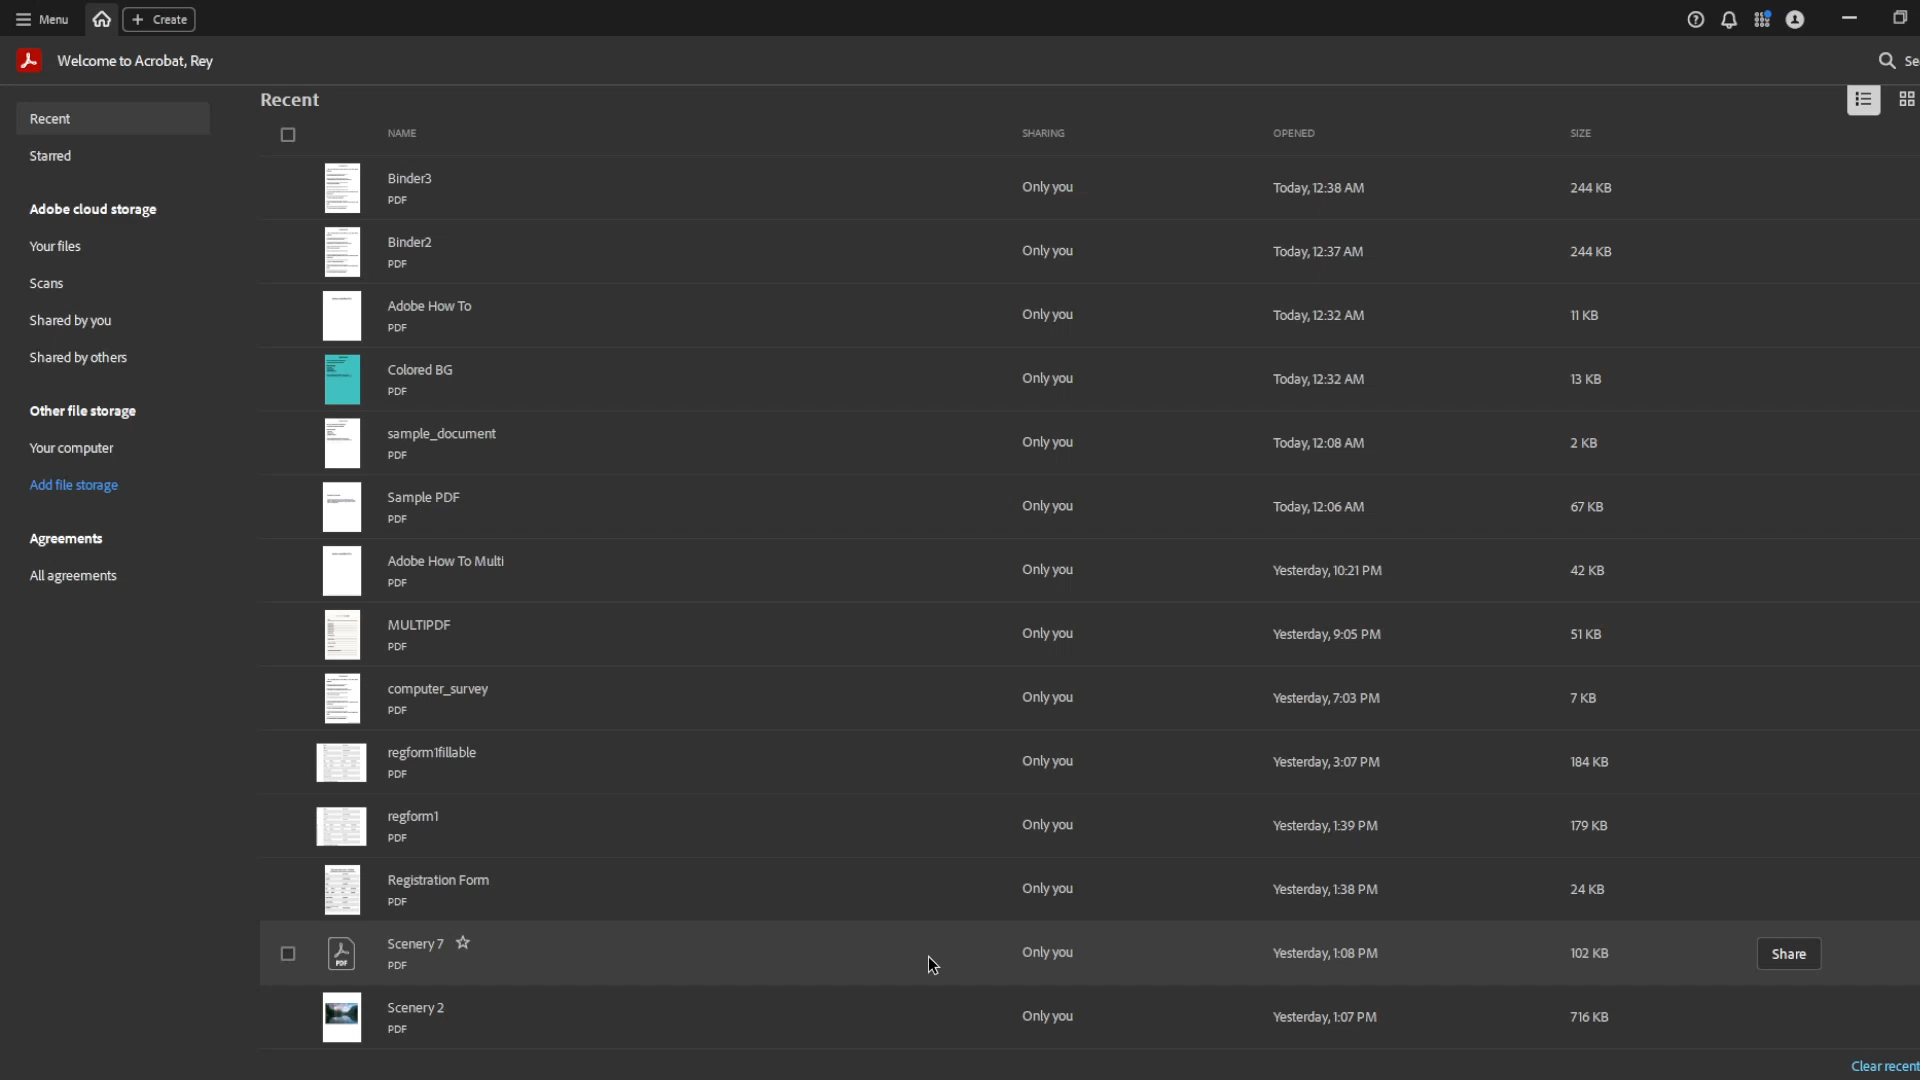 Menu
Create
Welcome to Acrobat, Rey
Se
Recent
Starred
Adobe cloud storage
Your files
Scans
Shared by you
Shared by others
Other file storage
Your computer
Add file storage
Agreements
All agreements
Recent
NAME SHARING OPENED SIZE
Binder3 Only you Today, 12:38 AM 244 KB
PDF
Binder2 Only you Today, 12:37 AM 244 KB
PDF
Adobe How To Only you Today, 12:32 AM 11 KB
PDF
Colored BG Only you Today, 12:32 AM 13 KB
PDF
sample_document Only you Today, 12:08 AM 2 KB
PDF
Sample PDF Only you Today, 12:06 AM 67 KB
PDF
Adobe How To Multi Only you Yesterday, 10:21 PM 42 KB
PDF
MULTIPDF Only you Yesterday, 9:05 PM 51 KB
PDF
computer_survey Only you Yesterday, 7:03 PM 7 KB
PDF
regform1fillable Only you Yesterday, 3:07 PM 184 KB
PDF
regform1 Only you Yesterday, 1:39 PM 179 KB
PDF
Registration Form Only you Yesterday, 1:38 PM 24 KB
PDF
PDF Scenery 7 Only you Yesterday, 1:08 PM 102 KB Share
PDF
Scenery 2 Only you Yesterday, 1:07 PM 716 KB
PDF
Clear recent